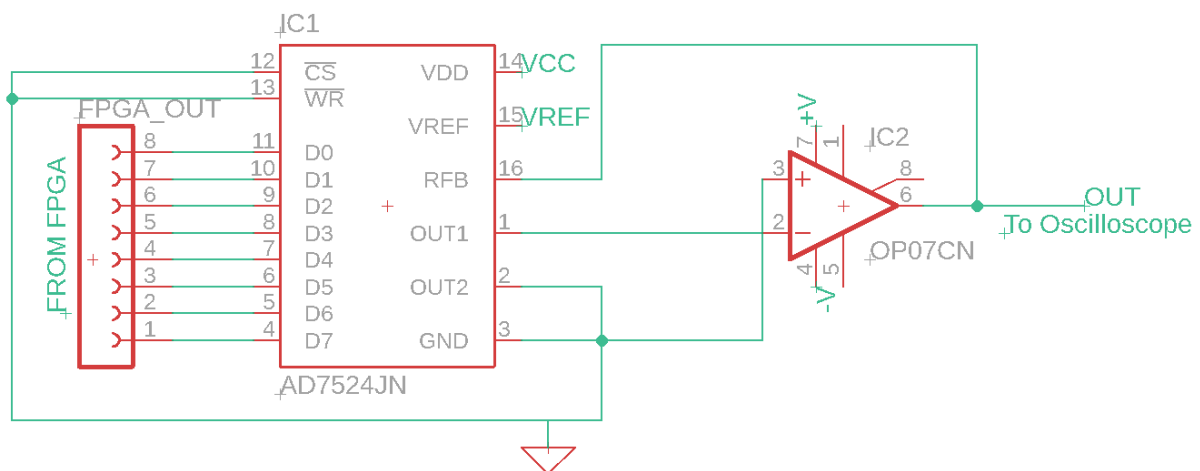 IC1
12 CS VDD 14 VCC
13 WR
FPGA_OUT
VREF 15 VREF
8 11 D0
7 10 D1 RFB 16
6 9 D2
5 8 D3 OUT1 1
4 7 D4
3 6 D5 OUT2 2
2 5 D6
1 4 D7 GND 3
FROM FPGA
AD7524JN
+V
7 1
IC2
3 +
8
6
2 −
OP07CN
4 5
-V
OUT
To Oscilloscope